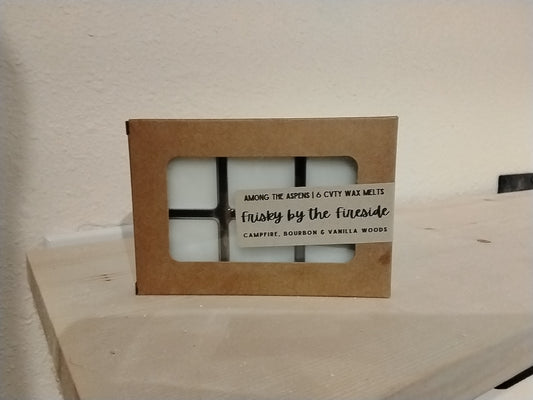 AMONG THE ASPENS | 6 CVTY WAX MELTS
Frisky by the Fireside
CAMPFIRE, BOURBON & VANILLA WOODS